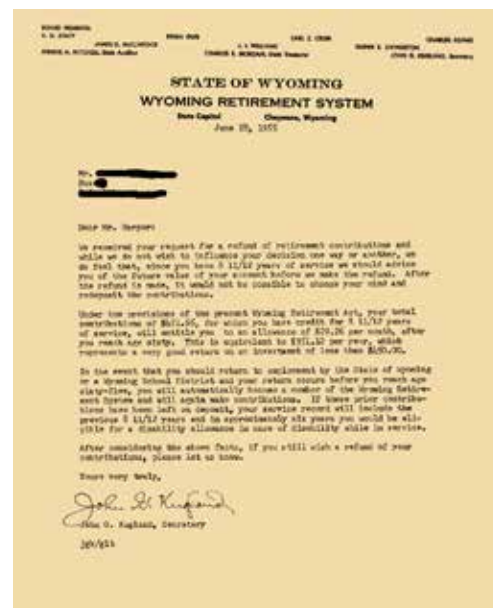 STATE OF WYOMING
WYOMING RETIREMENT SYSTEM
State Capitol Cheyenne, Wyoming
June 28, 1955
Mr.
Dear Mr. Harper:
We received your request for a refund of retirement contributions and
while we do not wish to influence your decision one way or another, we
do feel that, since you have 8 11/12 years of service we should advise
you of the future value of your account before we make the refund. After
the refund is made, it would not be possible to change your mind and
redeposit the contributions.
Under the provisions of the present Wyoming Retirement Act, your total
contributions of for which you have credit for 8 11/12 years
of service, will entitle you to an allowance of per month, after
you reach age sixty. This is equivalent to per year, which
represents a very good return on an investment of less than
In the event that you should return to employment by the State of Wyoming
or a Wyoming School District and your return occurs before you reach age
sixty-five, you will automatically become a member of the Wyoming Retire-
ment System and will again make contributions. If these prior contribu-
tions have been left on deposit, your service record will include the
previous 8 11/12 years and in approximately six years you would be eli-
gible for a disability allowance in case of disability while in service.
After considering the above facts, if you still wish a refund of your
contributions, please let us know.
Yours very truly,
John G.
John G. Secretary